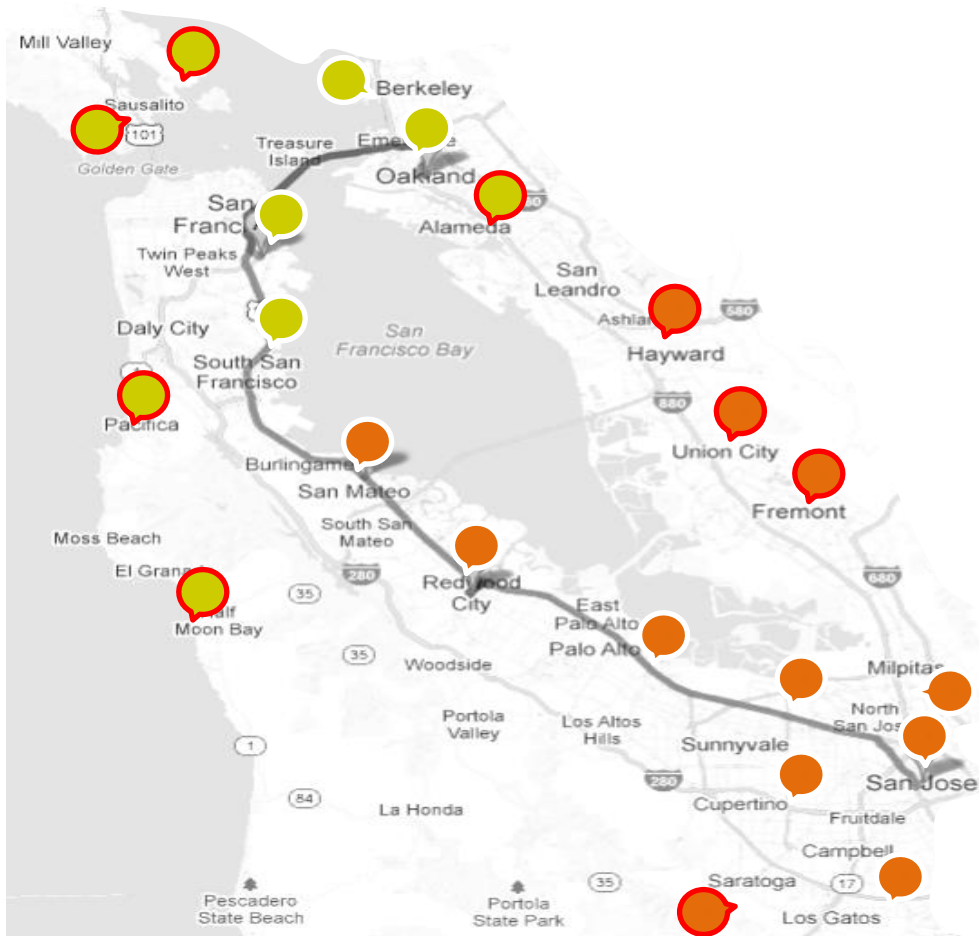 Mill Valley
Berkeley
Sausalito
101
Treasure
Island
Golden Gate
Oakland
San
Alameda
Twin Peaks
West
San
Leandro
580
Daly City
San
Francisco Bay
Hayward
South San
Francisco
880
Pacifica
Union City
Burlingame
San Mateo
Fremont
South San
Mateo
Moss Beach
280
680
El
35
Redwood
City
East
Palo Alto
Palo Alto
Moon Bay
35
Woodside
Milpitas
North
San
Portola
Valley
Los Altos
Hills
1
Sunnyvale
280
San Jose
84
La Honda
Cupertino
Fruitdale
Campbell
Pescadero
State Beach
Portola
State Park
35
Saratoga
17
Los Gatos